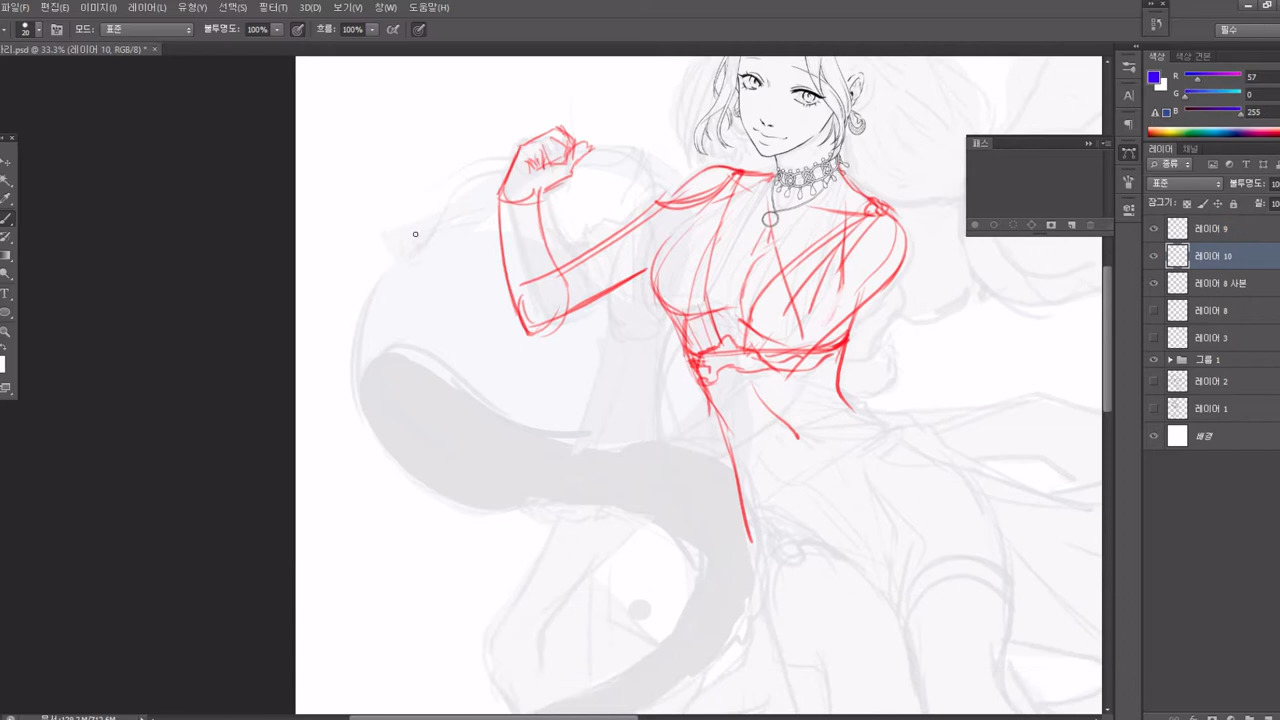 파일(F) 편집(E) 이미지(I) 레이어(L) 유형(Y) 선택(S) 필터(T) 3D(D) 보기(V) 창(W) 도움말(H)
20 모드: 표준 불투명도: 100% 흐름: 100% 필수
리.psd @ 33.3% (레이어 10, RGB/8) *
색상 색상 견본
R 57
G 0
B 255
패스
레이어 채널
종류
표준 불투명도: 10
잠그기: 칠: 10
레이어 9
레이어 10
레이어 8 사본
레이어 8
레이어 3
그룹 1
레이어 2
레이어 1
배경